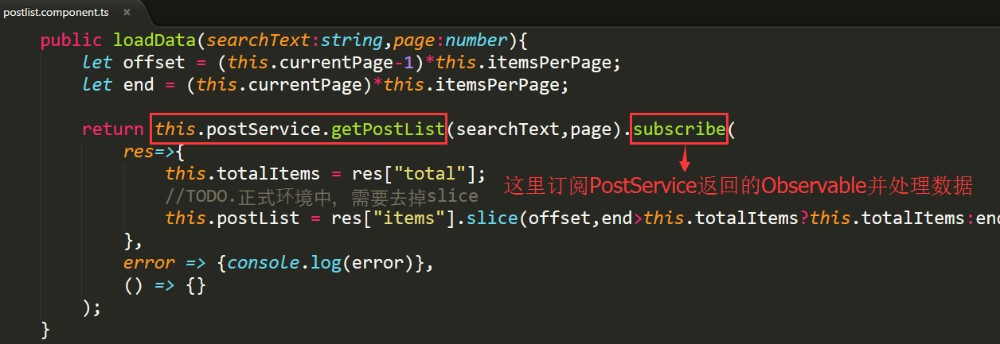 postlist.component.ts ×
public loadData(searchText:string,page:number){
let offset = (this.currentPage-1)*this.itemsPerPage;
let end = (this.currentPage)*this.itemsPerPage;
return this.postService.getPostList(searchText,page).subscribe(
res=>{
this.totalItems = res["total"];
//TODO.正式环境中，需要去掉slice
这里订阅PostService返回的Observable并处理数据
this.postList = res["items"].slice(offset,end>this.totalItems?this.totalItems:end
},
error => {console.log(error)},
() => {}
);
}